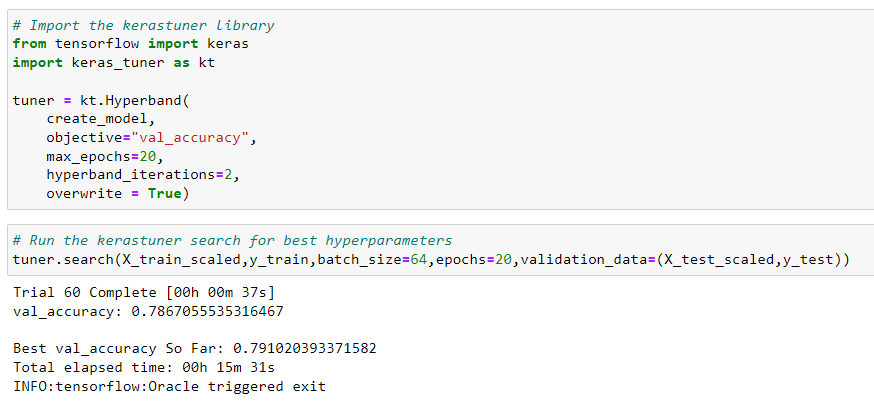 # Import the kerastuner library
from tensorflow import keras
import keras_tuner as kt
tuner = kt.Hyperband(
create_model,
objective="val_accuracy",
max_epochs=20,
hyperband_iterations=2,
overwrite = True)
# Run the kerastuner search for best hyperparameters
tuner.search(X_train_scaled,y_train,batch_size=64,epochs=20,validation_data=(X_test_scaled,y_test))
Trial 60 Complete [00h 00m 37s]
val_accuracy: 0.7867055535316467
Best val_accuracy So Far: 0.791020393371582
Total elapsed time: 00h 15m 31s
INFO:tensorflow:Oracle triggered exit